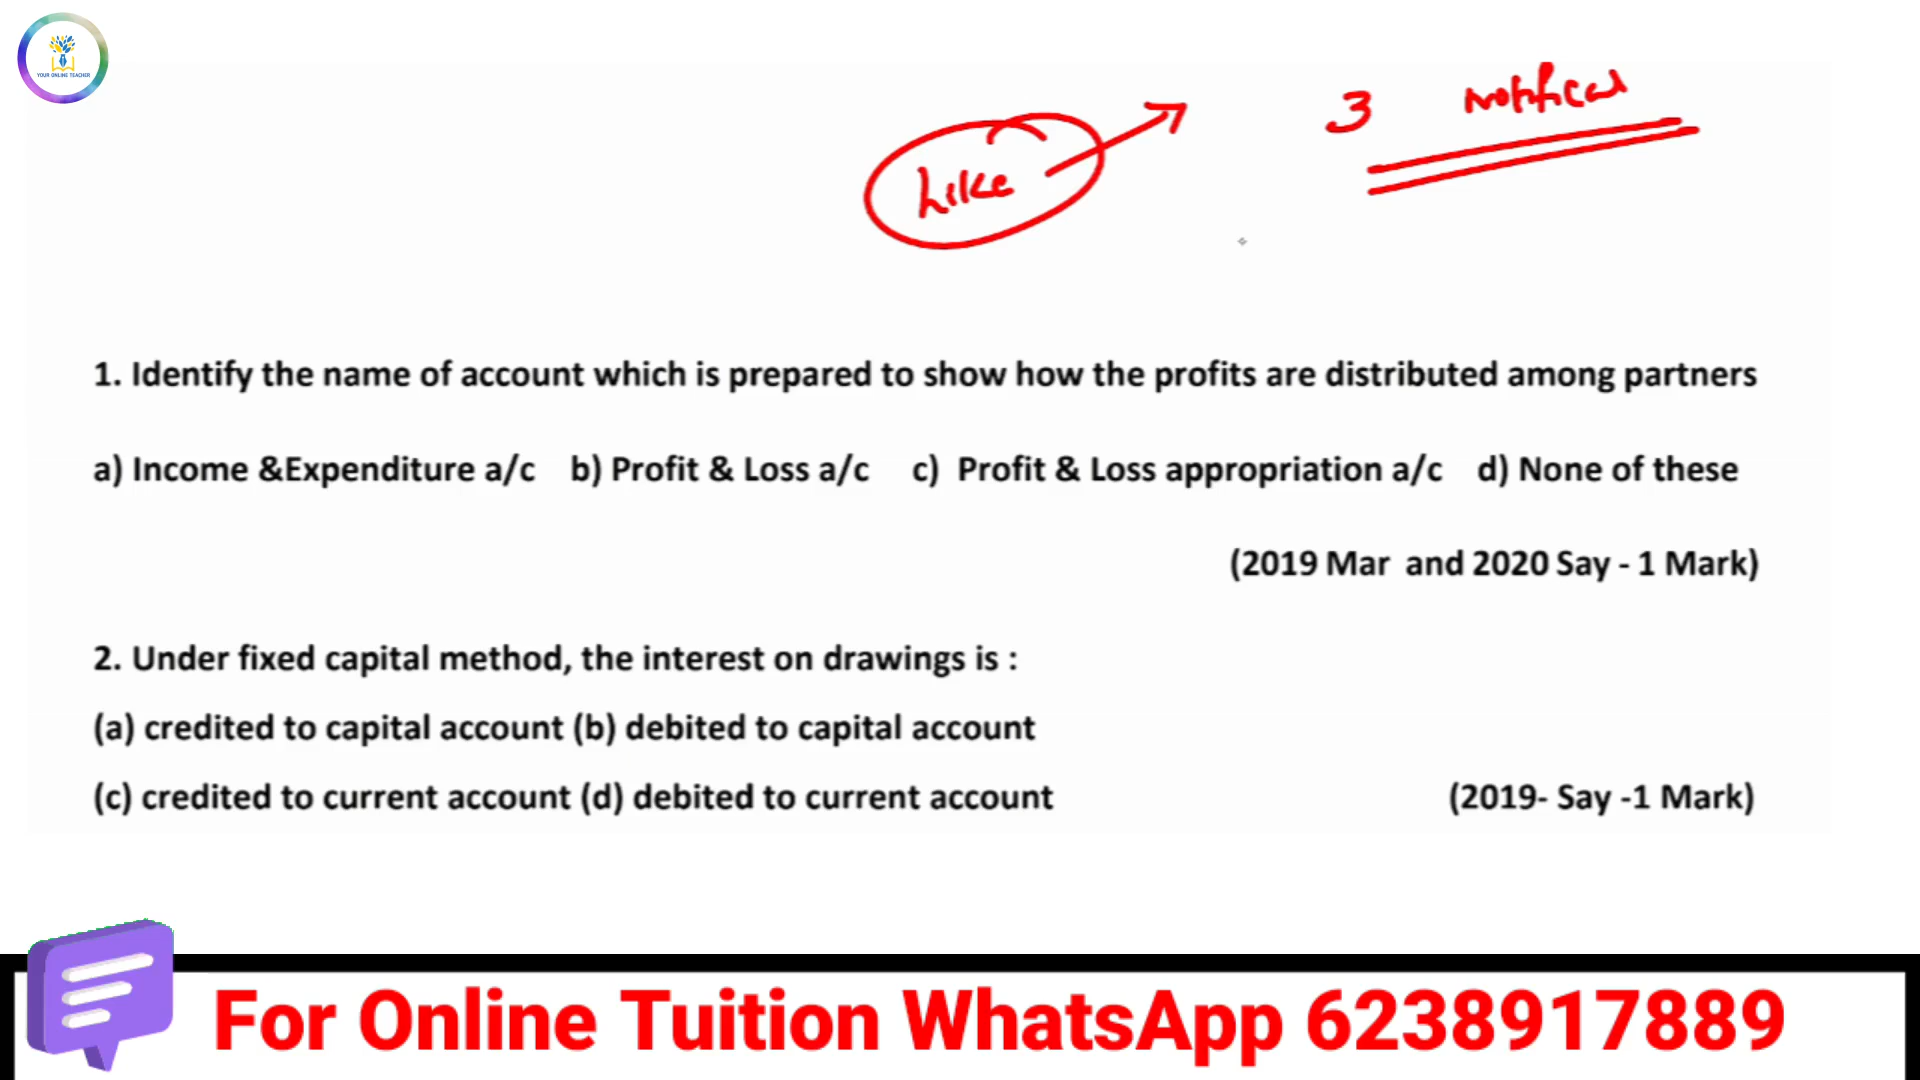 YOUR ONLINE TEACHER
Like
3
1. Identify the name of account which is prepared to show how the profits are distributed among partners
a) Income &Expenditure a/c b) Profit & Loss a/c c) Profit & Loss appropriation a/c d) None of these
(2019 Mar and 2020 Say - 1 Mark)
2. Under fixed capital method, the interest on drawings is :
(a) credited to capital account (b) debited to capital account
(c) credited to current account (d) debited to current account (2019- Say -1 Mark)
For Online Tuition WhatsApp 6238917889